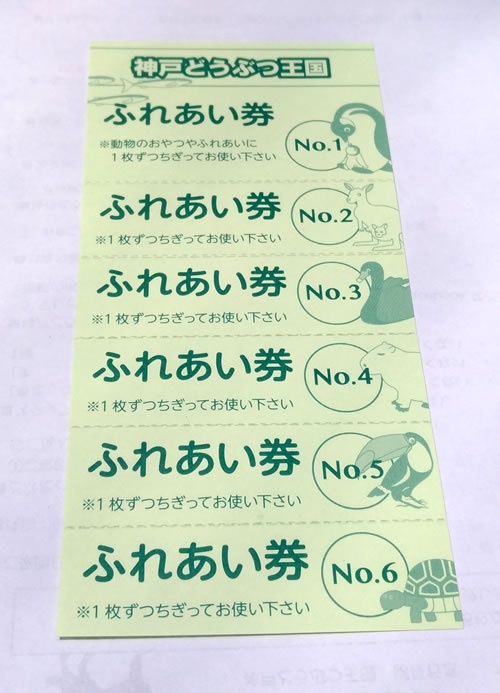 神戸どうぶつ王国
ふれあい券
※動物のおやつやふれあいに
1枚ずつちぎってお使い下さい
No.1
ふれあい券
※1枚ずつちぎってお使い下さい
No.2
ふれあい券
※1枚ずつちぎってお使い下さい
No.3
ふれあい券
※1枚ずつちぎってお使い下さい
No.4
ふれあい券
※1枚ずつちぎってお使い下さい
No.5
ふれあい券
※1枚ずつちぎってお使い下さい
No.6